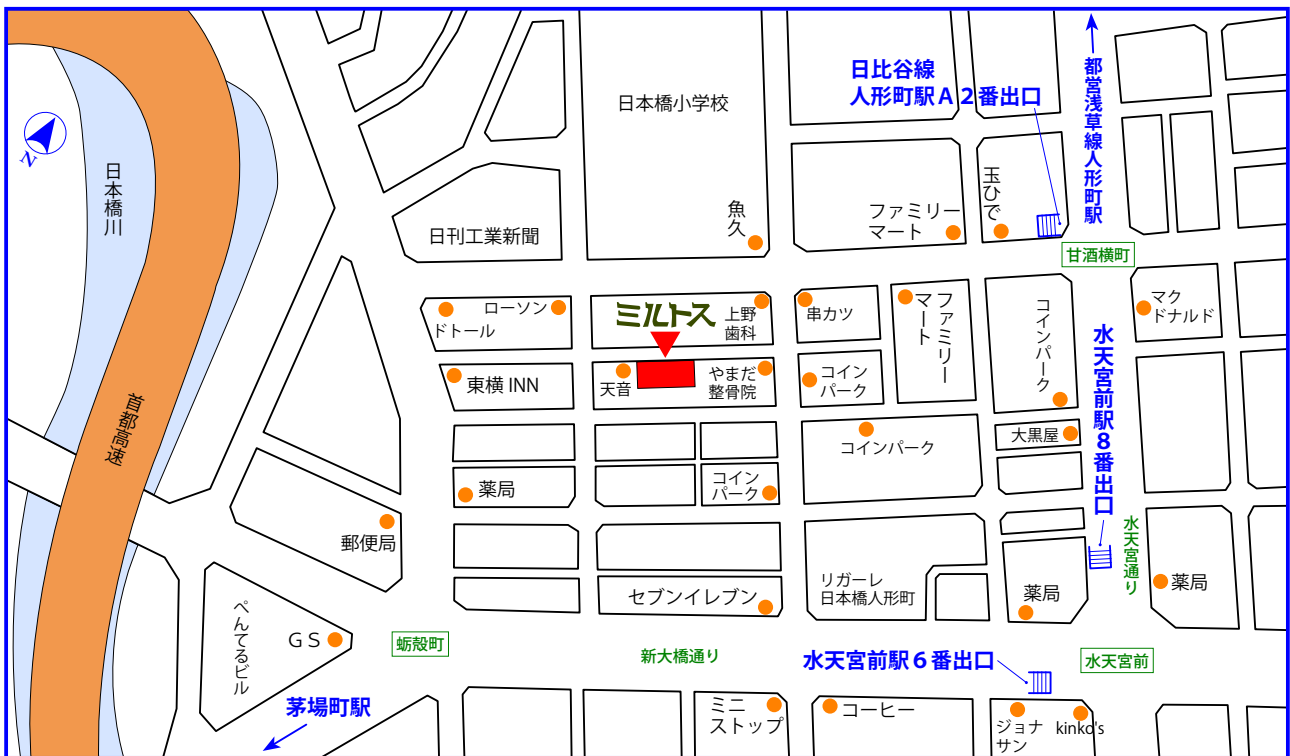 日比谷線
人形町駅A2番出口
都営浅草線人形町駅
日本橋小学校
N
日本橋川
玉ひで
魚久
ファミリー
マート
日刊工業新聞
甘酒横町
ローソン
ドトール
ミルトス
上野
歯科
串カツ
ファミリー
マート
コインパーク
マク
ドナルド
水天宮前駅8番出口
東横INN
天音
やまだ
整骨院
コイン
パーク
首都高速
大黒屋
コインパーク
薬局
コイン
パーク
郵便局
水天宮通り
リガーレ
日本橋人形町
薬局
薬局
セブンイレブン
ぺんてるビル
GS
蛎殻町
新大橋通り
水天宮前駅6番出口
水天宮前
茅場町駅
ミニ
ストップ
コーヒー
ジョナ
サン
kinko's